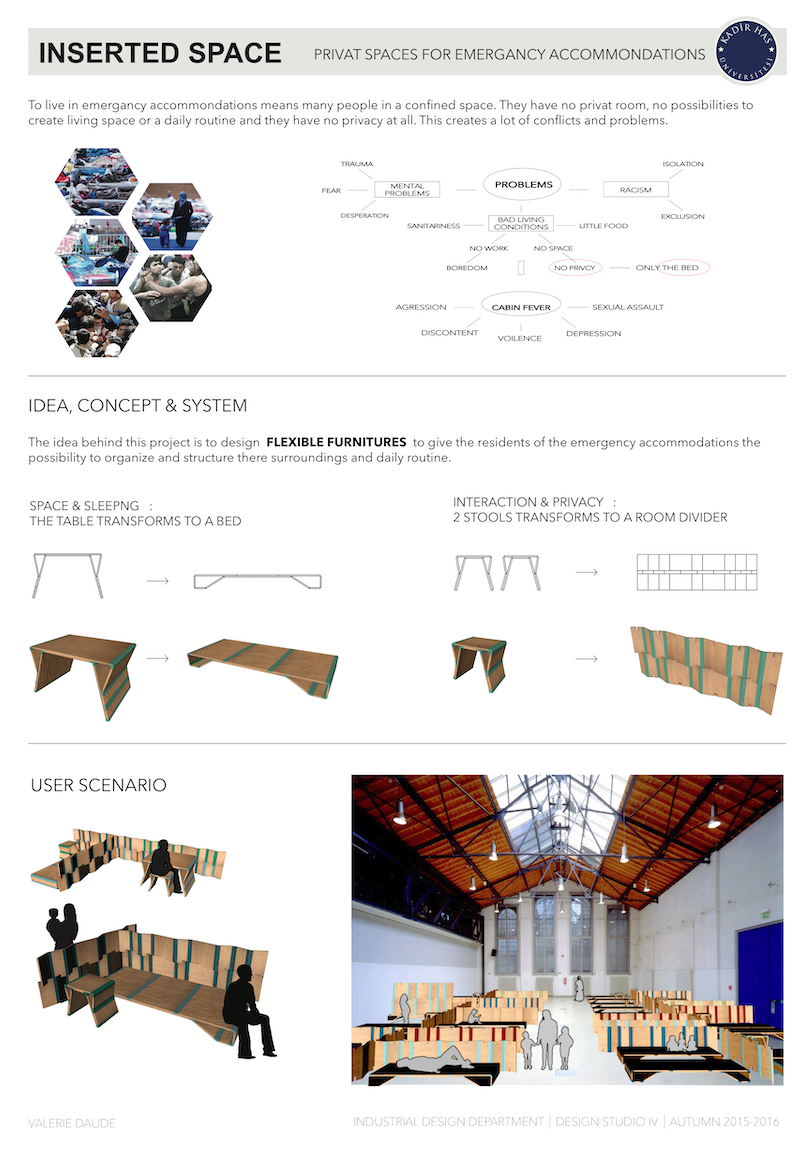 INSERTED SPACE
PRIVAT SPACES FOR EMERGANCY ACCOMMONDATIONS
KADİR HAS ÜNİVERSİTESİ
To live in emergancy accommondations means many people in a confined space. They have no privat room, no possibilities to
create living space or a daily routine and they have no privacy at all. This creates a lot of conflicts and problems.
TRAUMA
FEAR
DESPERATION
MENTAL
PROBLEMS
PROBLEMS
RACISM
ISOLATION
EXCLUSION
SANITARINESS
BAD LIVING
CONDITIONS
LITTLE FOOD
NO WORK
NO SPACE
BOREDOM
NO PRIVCY
ONLY THE BED
AGRESSION
CABIN FEVER
SEXUAL ASSAULT
DISCONTENT
VOILENCE
DEPRESSION
IDEA, CONCEPT & SYSTEM
The idea behind this project is to design FLEXIBLE FURNITURES to give the residents of the emergency accommodations the
possibility to organize and structure there surroundings and daily routine.
SPACE & SLEEPNG :
THE TABLE TRANSFORMS TO A BED
INTERACTION & PRIVACY :
2 STOOLS TRANSFORMS TO A ROOM DIVIDER
USER SCENARIO
VALERIE DAUDE
INDUSTRIAL DESIGN DEPARTMENT | DESIGN STUDIO IV | AUTUMN 2015-2016